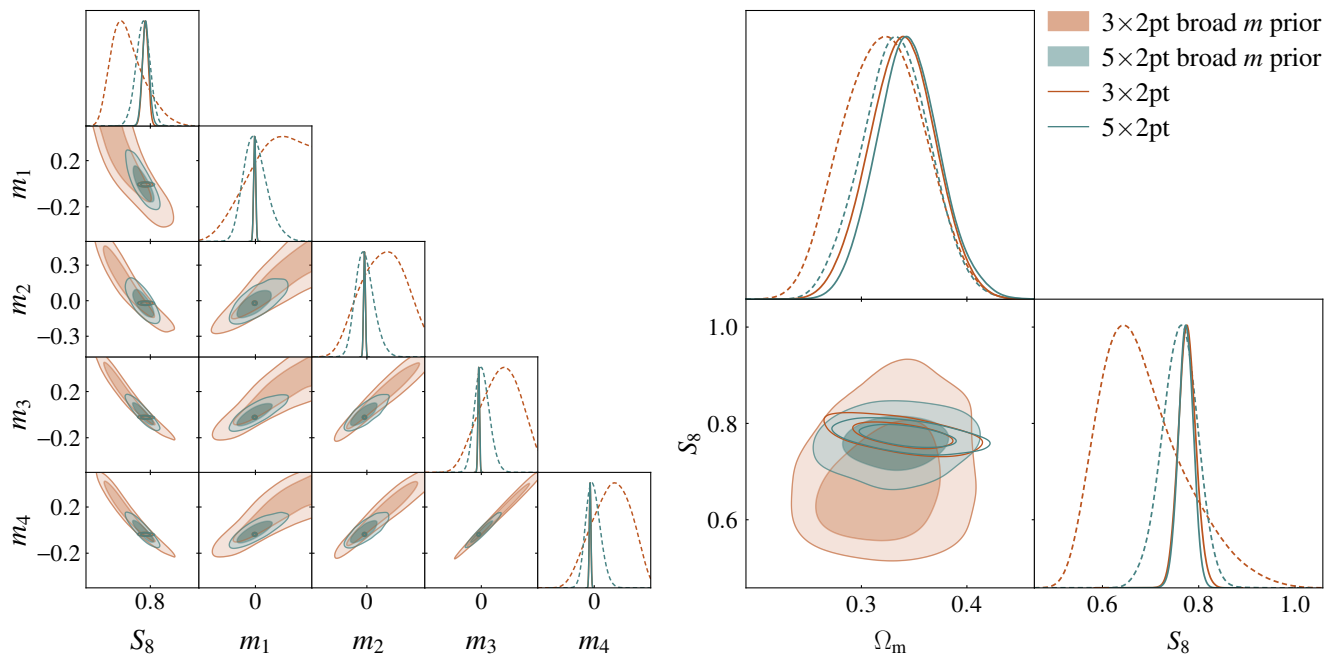 3×2pt broad m prior
5×2pt broad m prior
3×2pt
5×2pt
m₁
0.2
−0.2
m₂
0.3
0.0
−0.3
m₃
0.2
−0.2
m₄
0.2
−0.2
0.8
0
0
0
0
S₈
m₁
m₂
m₃
m₄
S₈
1.0
0.8
0.6
0.3
0.4
0.6
0.8
1.0
Ωₘ
S₈